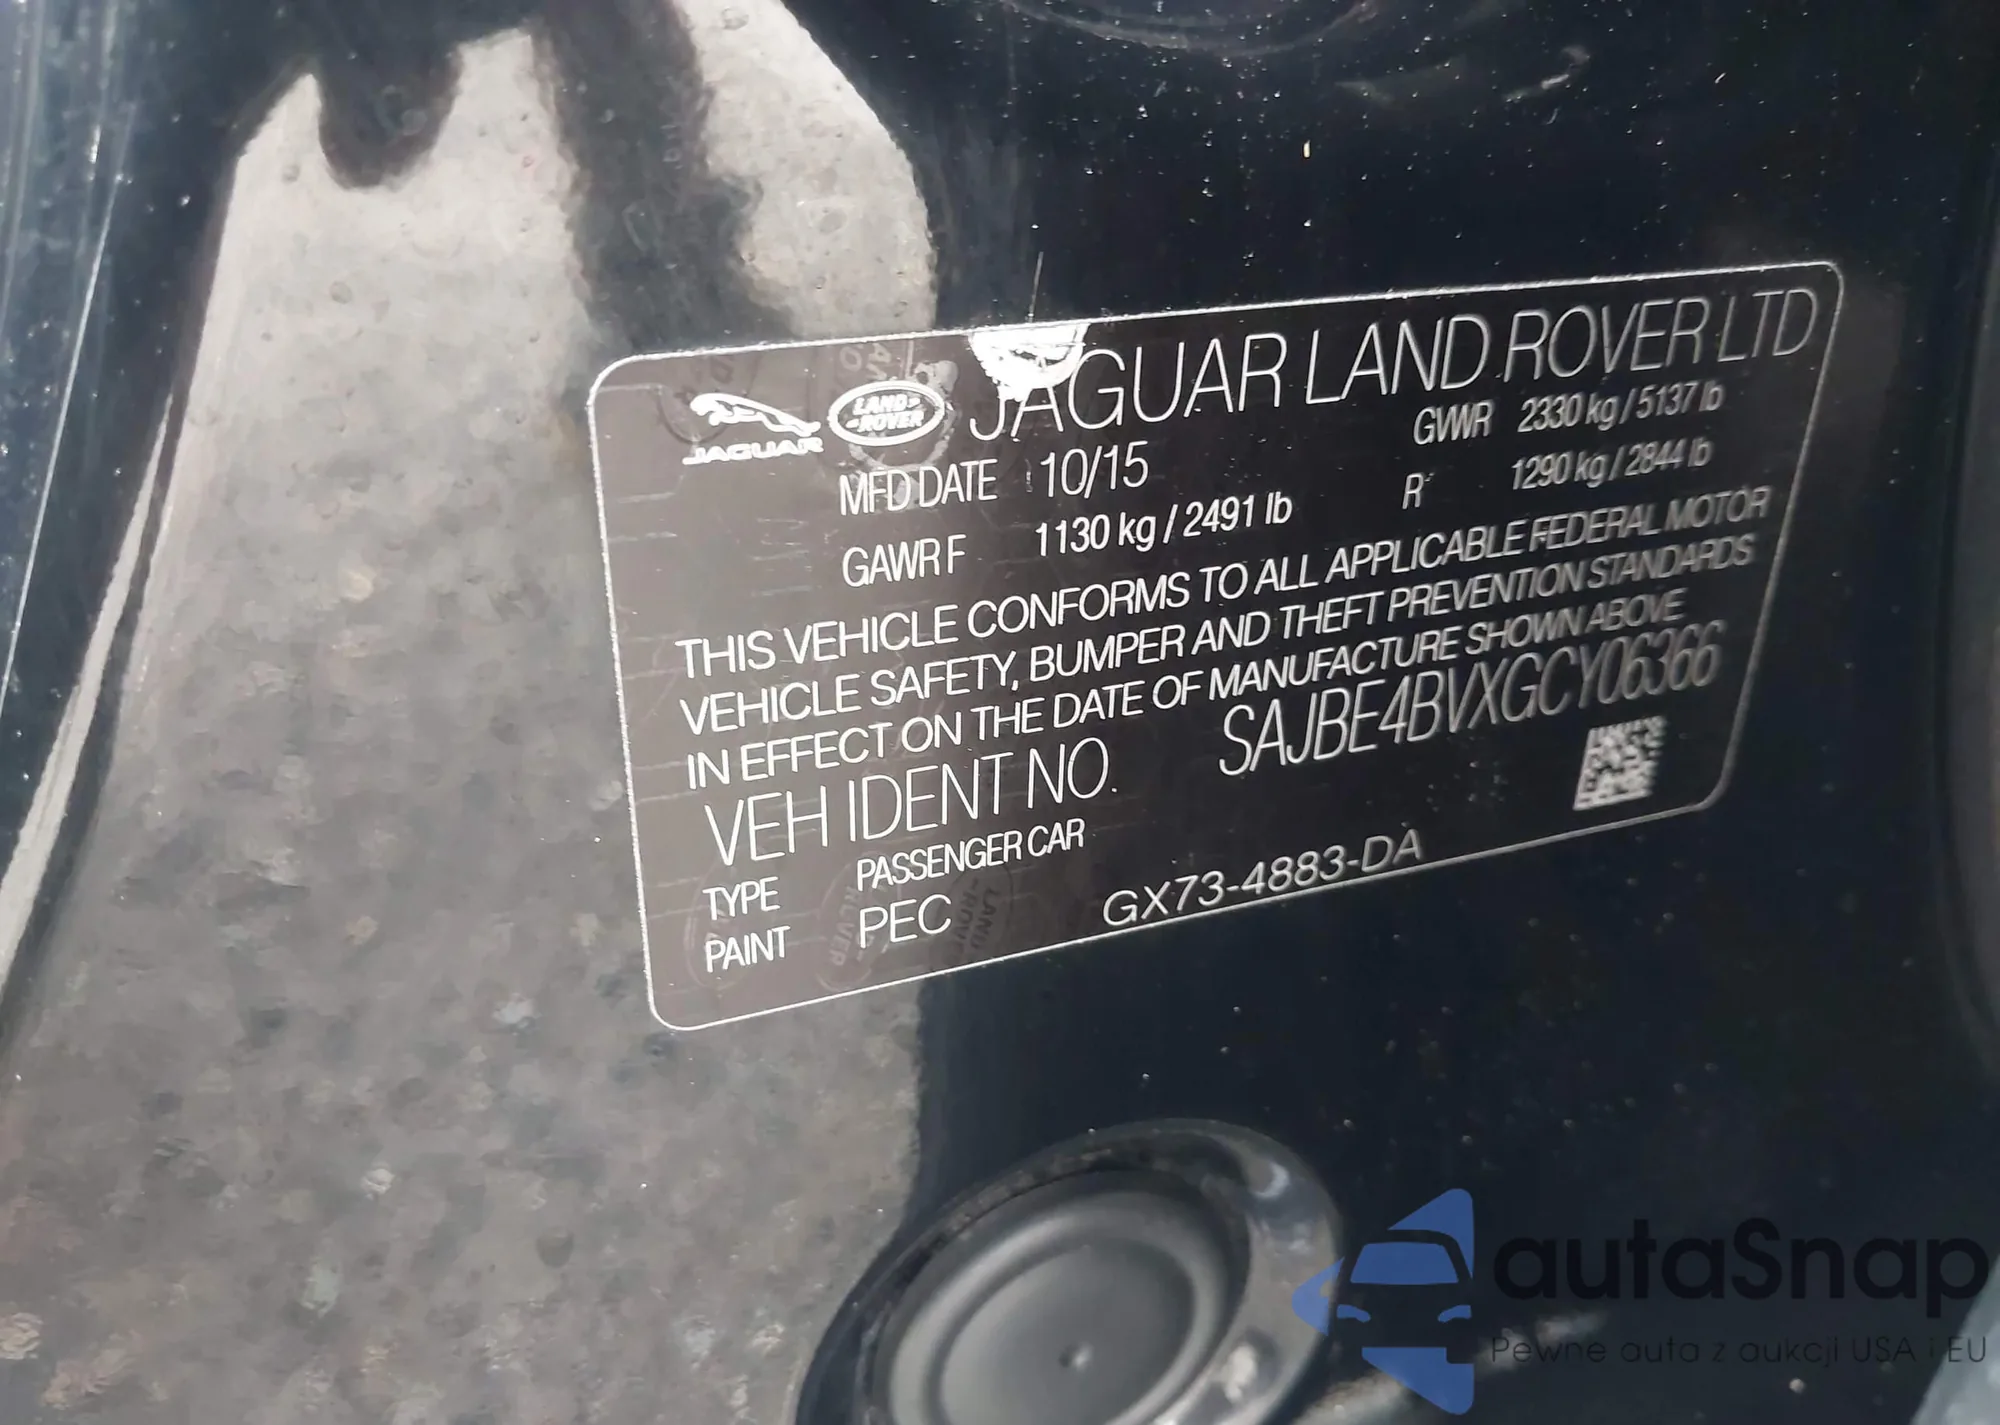 JAGUAR
LAND ROVER
JAGUAR LAND ROVER LTD
MFD DATE 10/15 GWWR 2330 kg / 5137 lb
GAWR F 1130 kg / 2491 lb R 1290 kg / 2844 lb
THIS VEHICLE CONFORMS TO ALL APPLICABLE FEDERAL MOTOR
VEHICLE SAFETY, BUMPER AND THEFT PREVENTION STANDARDS
IN EFFECT ON THE DATE OF MANUFACTURE SHOWN ABOVE
VEH IDENT NO. SAJBE4BVXGCY06366
TYPE PASSENGER CAR
PAINT PEC GX73-4883-DA
autaSnap
Pewne auta z aukcji USA i EU